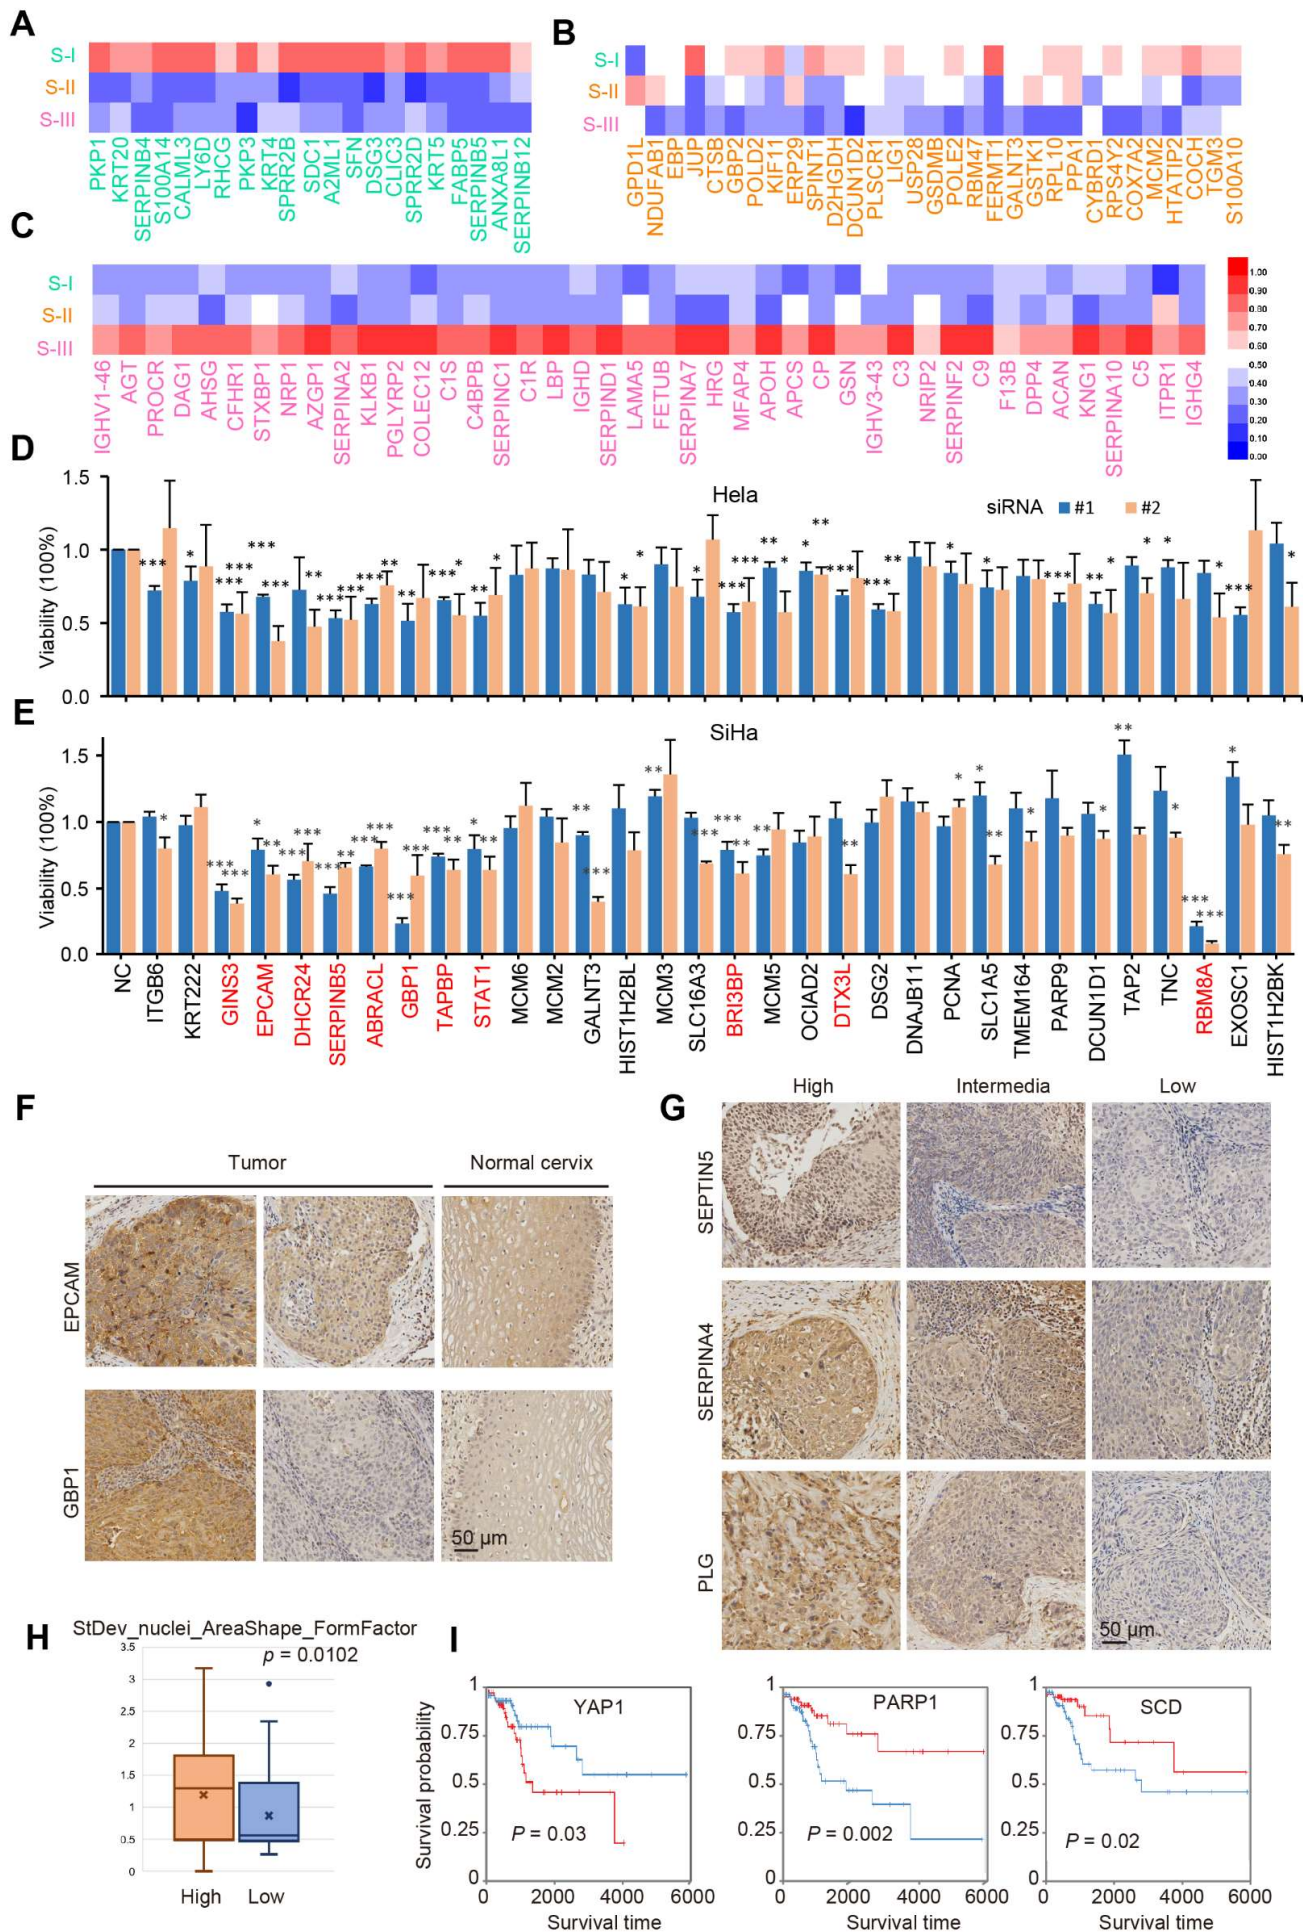 A
S-I
S-II
S-III
PKP1
KRT20
SERPINB4
S100A14
CALML3
LY6D
RHCG
PKP3
KRT4
SPRR2B
SDC1
A2ML1
SFN
DSG3
CLIC3
SPRR2D
KRT5
FABP5
SERPINB5
ANXA8L1
SERPINB12
B
S-I
S-II
S-III
GPD1L
NDUFAB1
EBP
JUP
CTSB
GBP2
POLD2
KIF11
ERP29
SPINT1
D2HGDH
DCUN1D2
PLSCR1
LIG1
USP28
GSDMB
POLE2
RBM47
FERMT1
GALNT3
GSTK1
RPL10
PPA1
CYBRD1
RPS4Y2
COX7A2
MCM2
HTATIP2
COCH
TGM3
S100A10
C
S-I
S-II
S-III
IGHV1-46
AGT
PROCR
DAG1
AHSG
CFHR1
STXBP1
NRP1
AZGP1
SERPINA2
KLKB1
PGLYRP2
COLEC12
C1S
C4BPB
SERPINC1
C1R
LBP
IGHD
SERPIND1
LAMA5
FETUB
SERPINA7
HRG
MFAP4
APOH
APCS
CP
GSN
IGHV3-43
C3
NRIP2
SERPINF2
C9
F13B
DPP4
ACAN
KNG1
SERPINA10
C5
ITPR1
IGHG4
1.00
0.90
0.80
0.70
0.60
0.50
0.40
0.30
0.20
0.10
0.00
D
Hela
siRNA #1 #2
Viability (100%)
1.5
1.0
0.5
0.0
E
SiHa
Viability (100%)
1.5
1.0
0.5
0.0
NC
ITGB6
KRT222
GINS3
EPCAM
DHCR24
SERPINB5
ABRACL
GBP1
TAPBP
STAT1
MCM6
MCM2
GALNT3
HIST1H2BL
MCM3
SLC16A3
BRI3BP
MCM5
OCIAD2
DTX3L
DSG2
DNAJB11
PCNA
SLC1A5
TMEM164
PARP9
DCUN1D1
TAP2
TNC
RBM8A
EXOSC1
HIST1H2BK
F
Tumor Normal cervix
EPCAM
GBP1
50 µm
G
High Intermedia Low
SEPTIN5
SERPINA4
PLG
50 µm
H
StDev_nuclei_AreaShape_FormFactor
p = 0.0102
3.5
3
2.5
2
1.5
1
0.5
0
High Low
I
Survival probability
1
0.75
0.5
0.25
0
YAP1
P = 0.03
0 2000 4000 6000
Survival time
1
0.75
0.5
0.25
0
PARP1
P = 0.002
0 2000 4000 6000
Survival time
1
0.75
0.5
0.25
0
SCD
P = 0.02
0 2000 4000 6000
Survival time